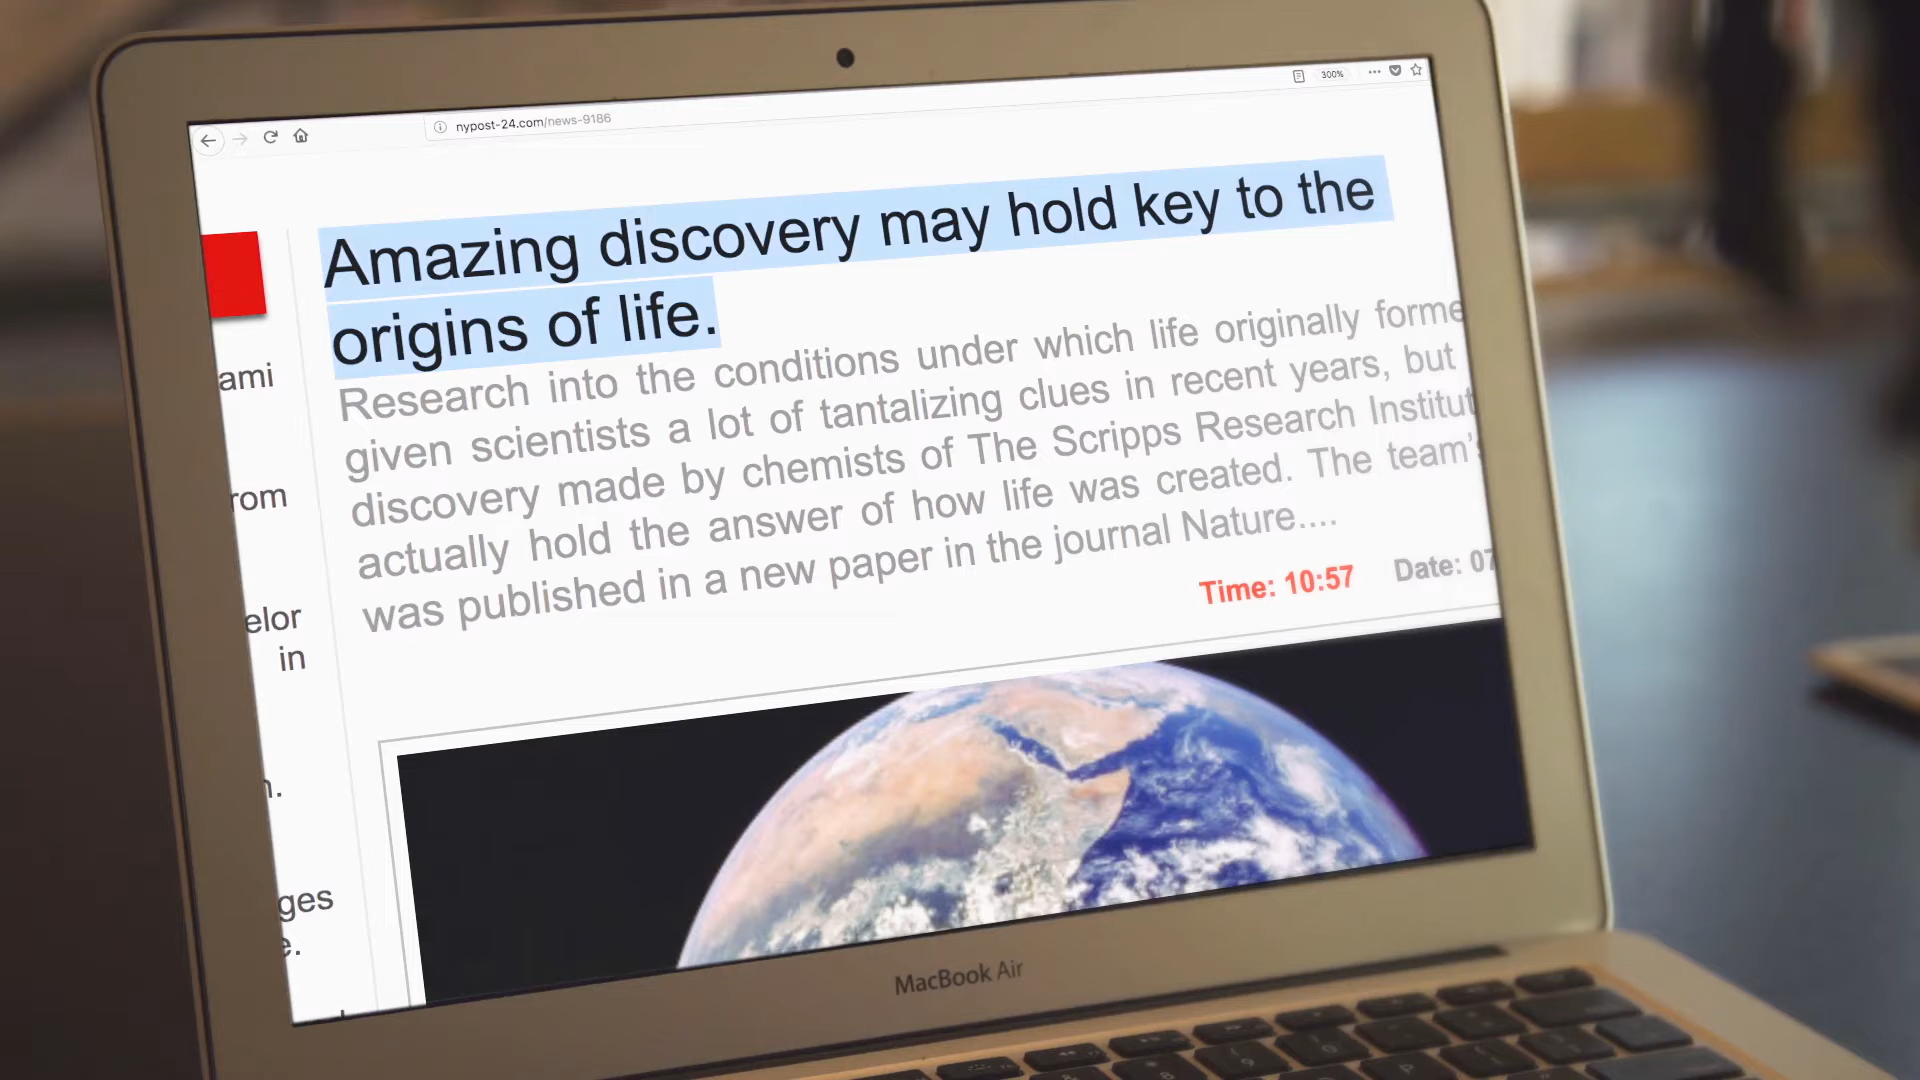 nypost-24.com/news-9186
300%
Amazing discovery may hold key to the
origins of life.
Research into the conditions under which life originally forme
given scientists a lot of tantalizing clues in recent years, but
discovery made by chemists of The Scripps Research Institut
actually hold the answer of how life was created. The team's
was published in a new paper in the journal Nature....
Time: 10:57 Date: 07
ami
rom
elor
in
n.
ges
e.
MacBook Air